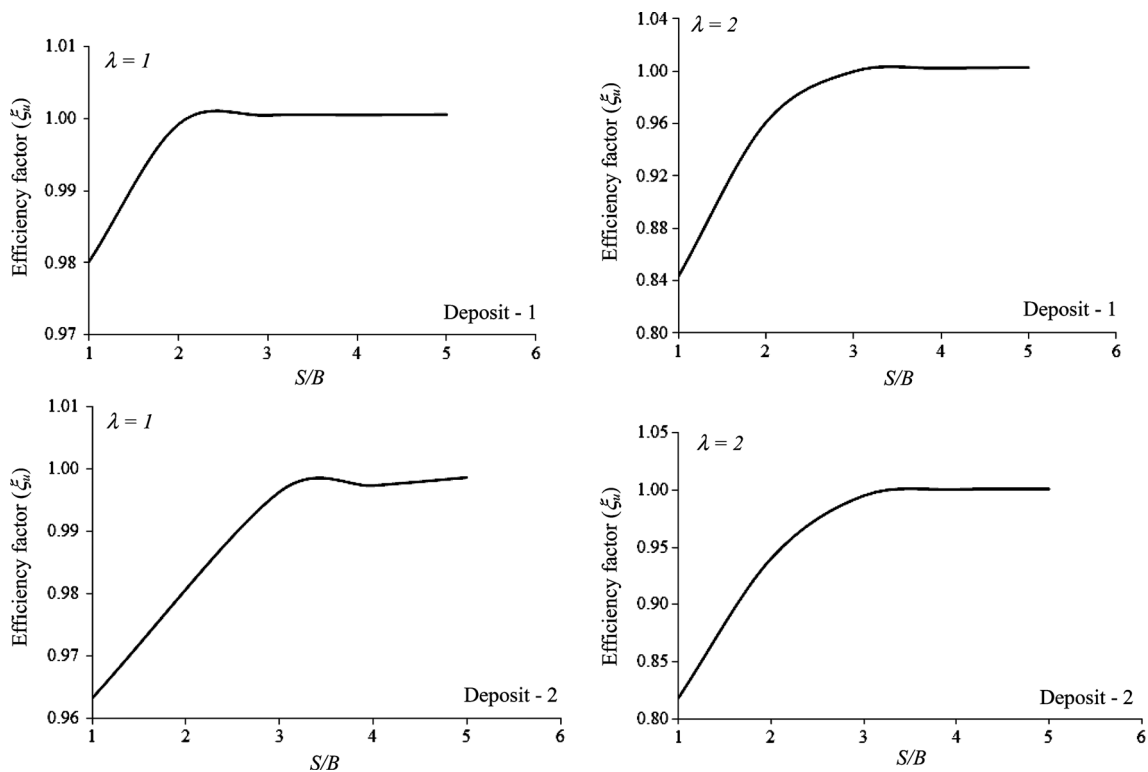 λ = 1
Efficiency factor (ξu)
1.01
1.00
0.99
0.98
0.97
Deposit - 1
1 2 3 4 5 6
S/B
λ = 2
Efficiency factor (ξu)
1.04
1.00
0.96
0.92
0.88
0.84
0.80
Deposit - 1
1 2 3 4 5 6
S/B
λ = 1
Efficiency factor (ξu)
1.01
1.00
0.99
0.98
0.97
0.96
Deposit - 2
1 2 3 4 5 6
S/B
λ = 2
Efficiency factor (ξu)
1.05
1.00
0.95
0.90
0.85
0.80
Deposit - 2
1 2 3 4 5 6
S/B